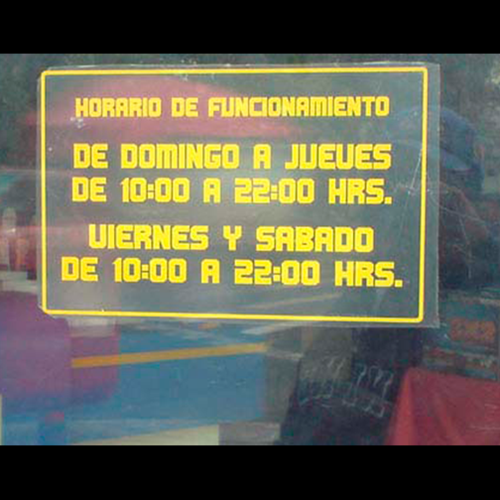 HORARIO DE FUNCIONAMIENTO
DE DOMINGO A JUEVES
DE 10:00 A 22:00 HRS.
VIERNES Y SABADO
DE 10:00 A 22:00 HRS.